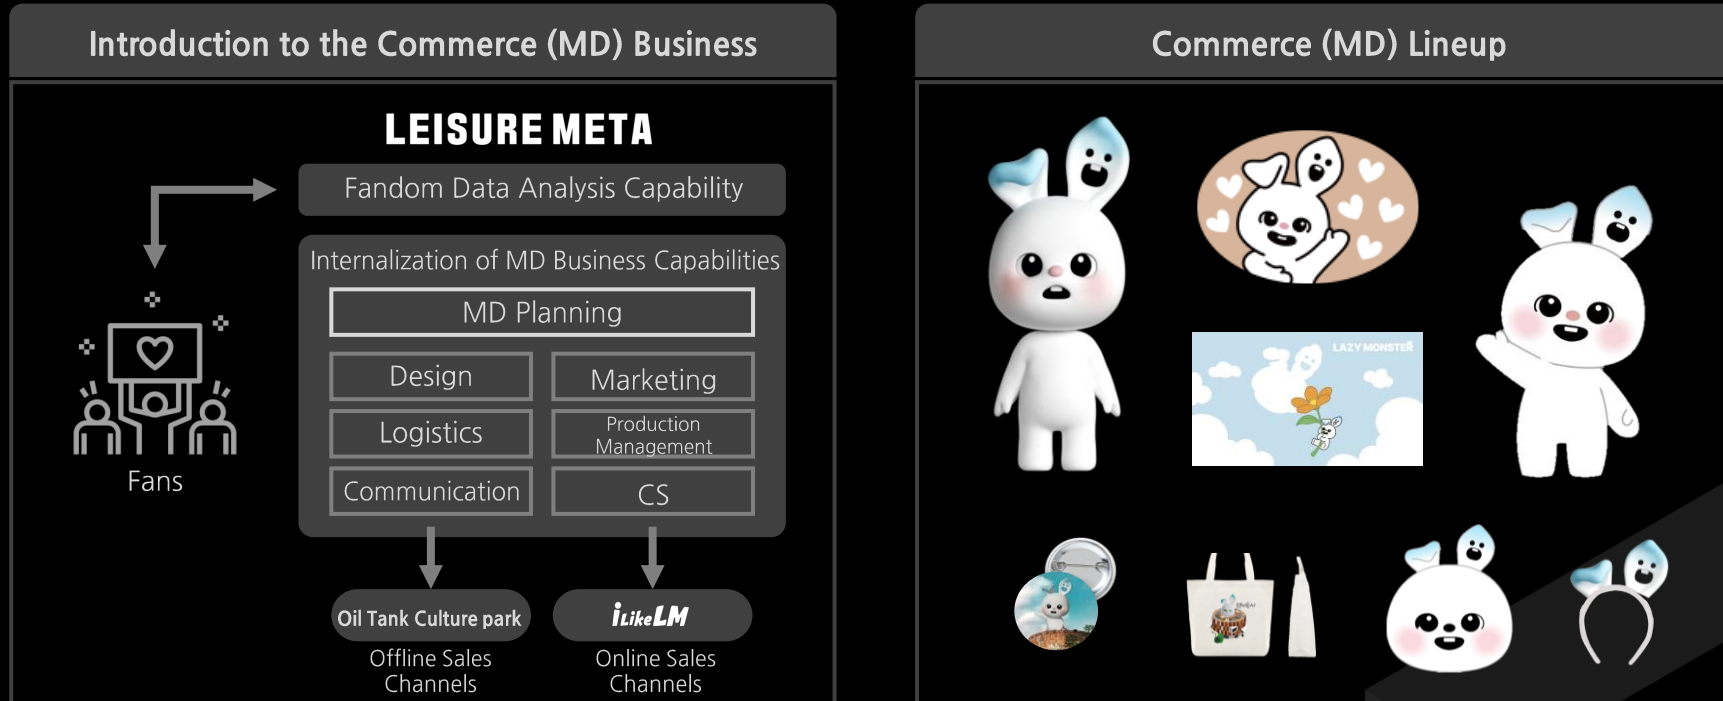 Introduction to the Commerce (MD) Business
LEISURE META
Fandom Data Analysis Capability
Internalization of MD Business Capabilities
MD Planning
Design
Marketing
Logistics
Production
Management
Communication
CS
Fans
Oil Tank Culture park
iLikeLM
Offline Sales
Channels
Online Sales
Channels
Commerce (MD) Lineup
LAZY MONSTER